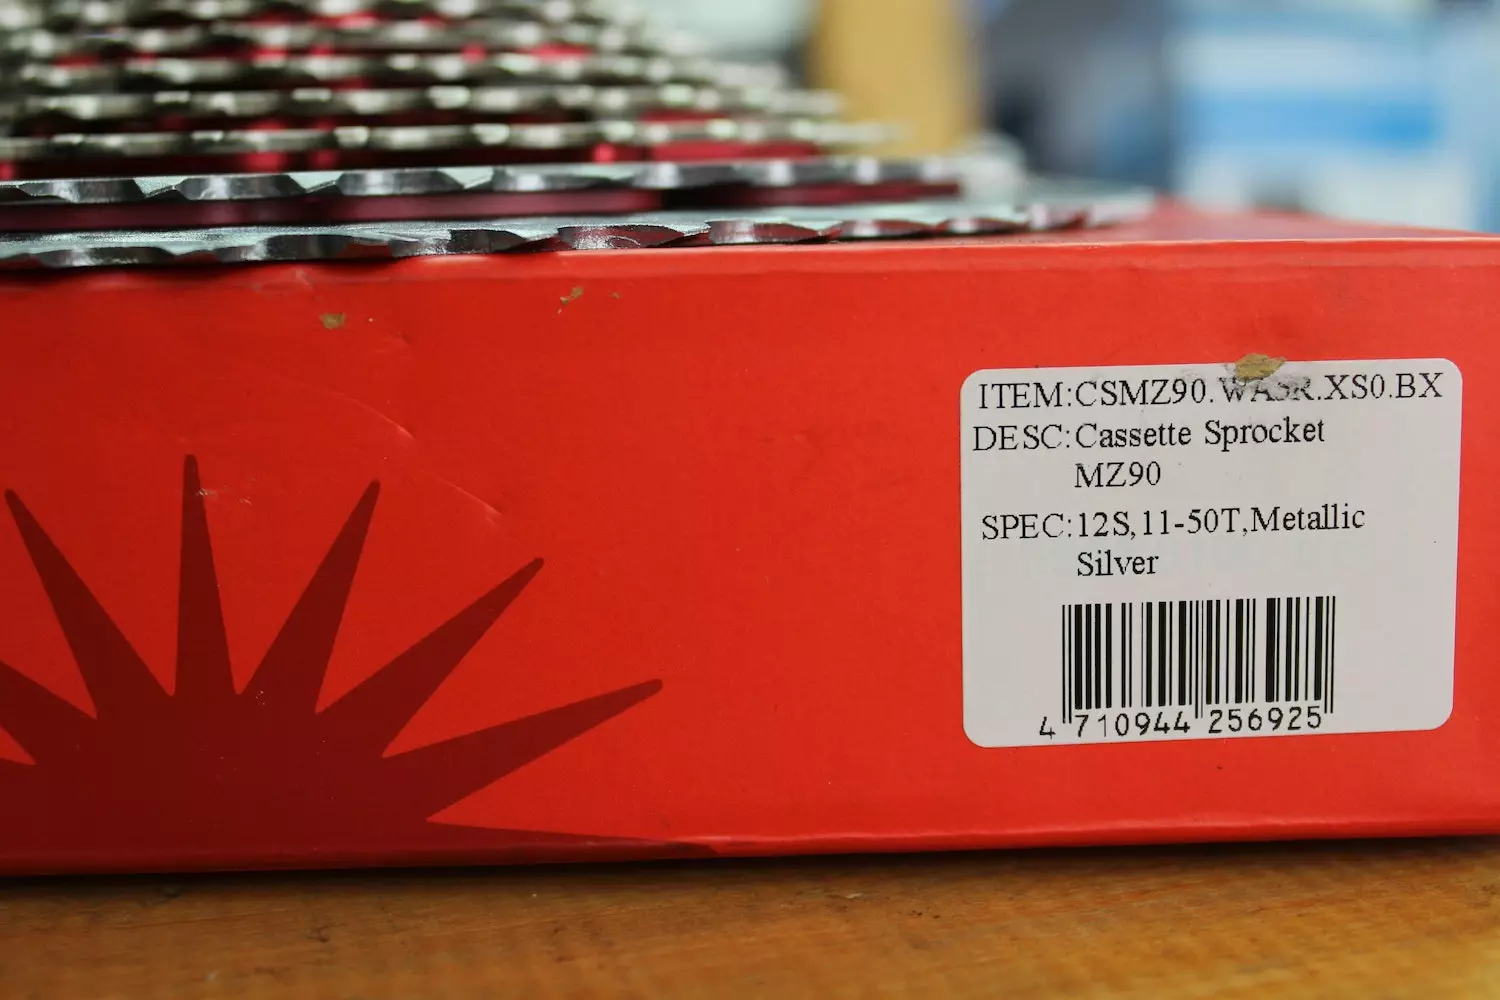 ITEM:CSMZ90.WASR.XS0.BX
DESC:Cassette Sprocket
MZ90
SPEC:12S,11-50T,Metallic
Silver
4 710944 256925